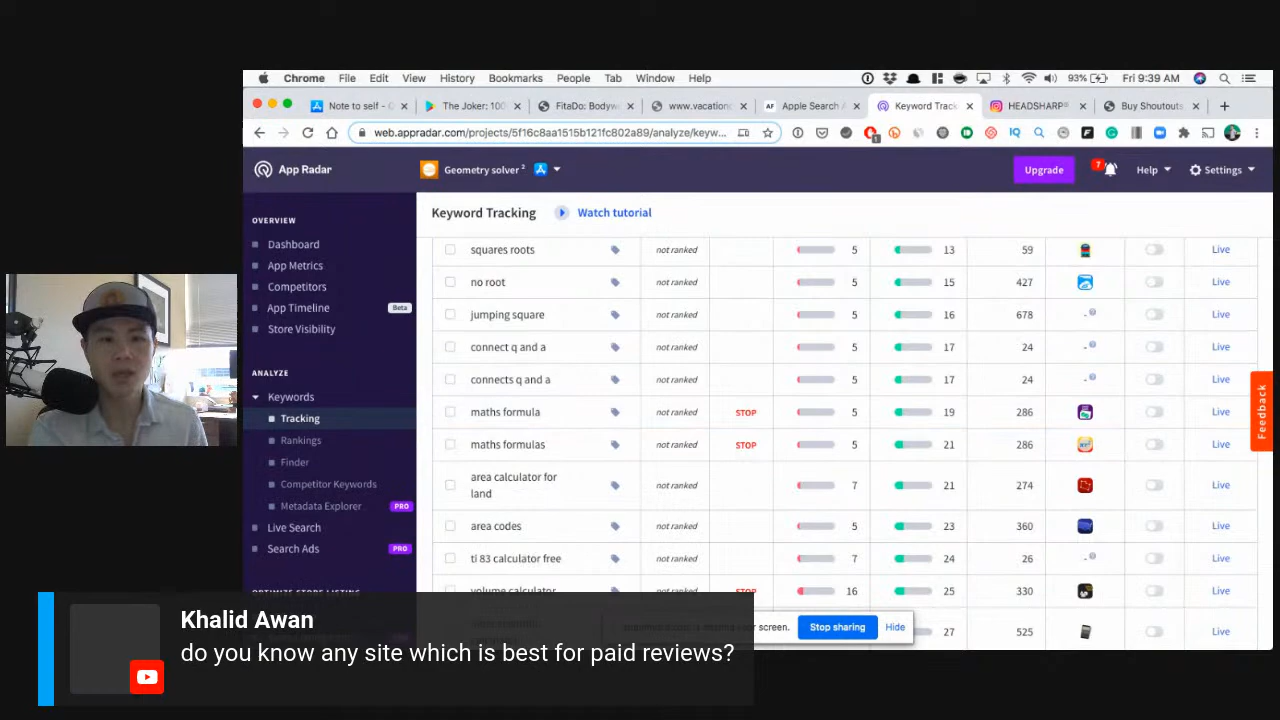 Chrome File Edit View History Bookmarks People Tab Window Help 93% Fri 9:39 AM
Note to self - The Joker: 100 FitaDo: Bodyw www.vacation Apple Search A Keyword Track HEADSHARP® Buy Shoutouts
web.appradar.com/projects/5f16c8aa1515b121fc802a89/analyze/keyw...
App Radar Geometry solver ² Upgrade 7 Help Settings
OVERVIEW
Dashboard
App Metrics
Competitors
App Timeline Beta
Store Visibility
ANALYZE
Keywords
Tracking
Rankings
Finder
Competitor Keywords
Metadata Explorer PRO
Live Search
Search Ads PRO
Keyword Tracking Watch tutorial
squares roots not ranked 5 13 59 Live
no root not ranked 5 15 427 Live
jumping square not ranked 5 16 678 - Live
connect q and a not ranked 5 17 24 - Live
connects q and a not ranked 5 17 24 - Live
maths formula not ranked STOP 5 19 286 Live
maths formulas not ranked STOP 5 21 286 Live
area calculator for
land not ranked 7 21 274 Live
area codes not ranked 5 23 360 Live
ti 83 calculator free not ranked 7 24 26 - Live
volume calculator 16 25 330 Live
27 525 Live
your screen. Stop sharing Hide
Feedback
Khalid Awan
do you know any site which is best for paid reviews?